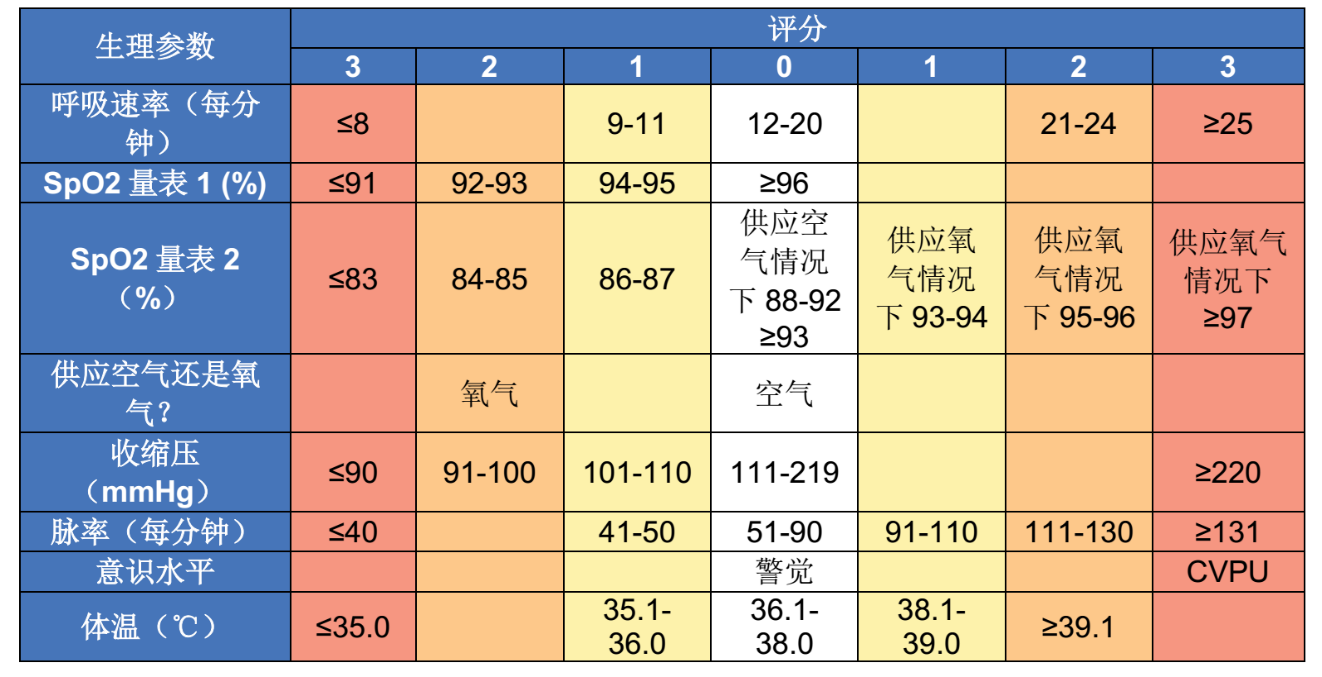 生理参数
评分
3 2 1 0 1 2 3
呼吸速率（每分
钟）
≤8 9-11 12-20 21-24 ≥25
SpO2 量表 1 (%) ≤91 92-93 94-95 ≥96
SpO2 量表 2
（%）
≤83 84-85 86-87
供应空
气情况
下 88-92
≥93
供应氧
气情况
下 93-94
供应氧
气情况
下 95-96
供应氧气
情况下
≥97
供应空气还是氧
气？
氧气 空气
收缩压
（mmHg）
≤90 91-100 101-110 111-219 ≥220
脉率（每分钟） ≤40 41-50 51-90 91-110 111-130 ≥131
意识水平 警觉 CVPU
体温（℃） ≤35.0
35.1-
36.0
36.1-
38.0
38.1-
39.0
≥39.1